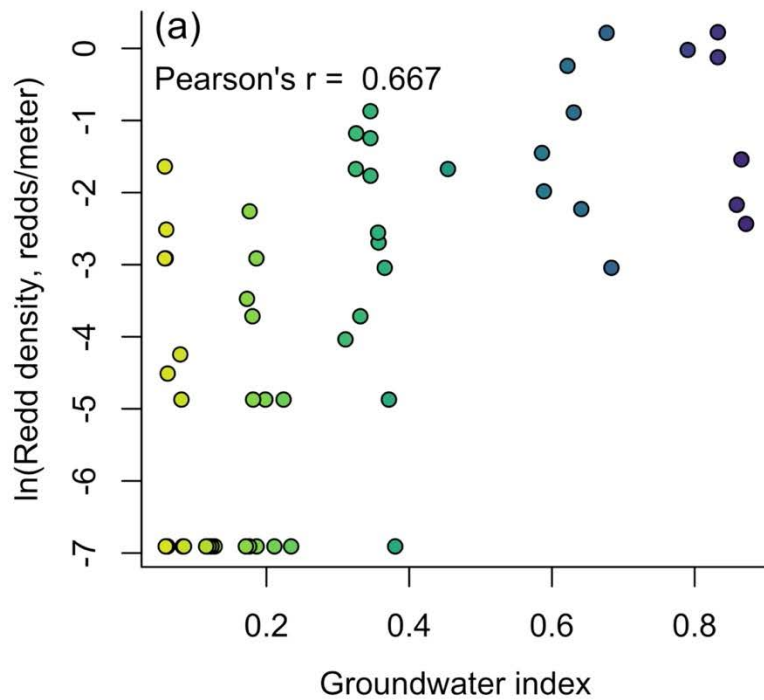 (a)
Pearson's r = 0.667
ln(Redd density, redds/meter)
0
-1
-2
-3
-4
-5
-6
-7
0.2 0.4 0.6 0.8
Groundwater index